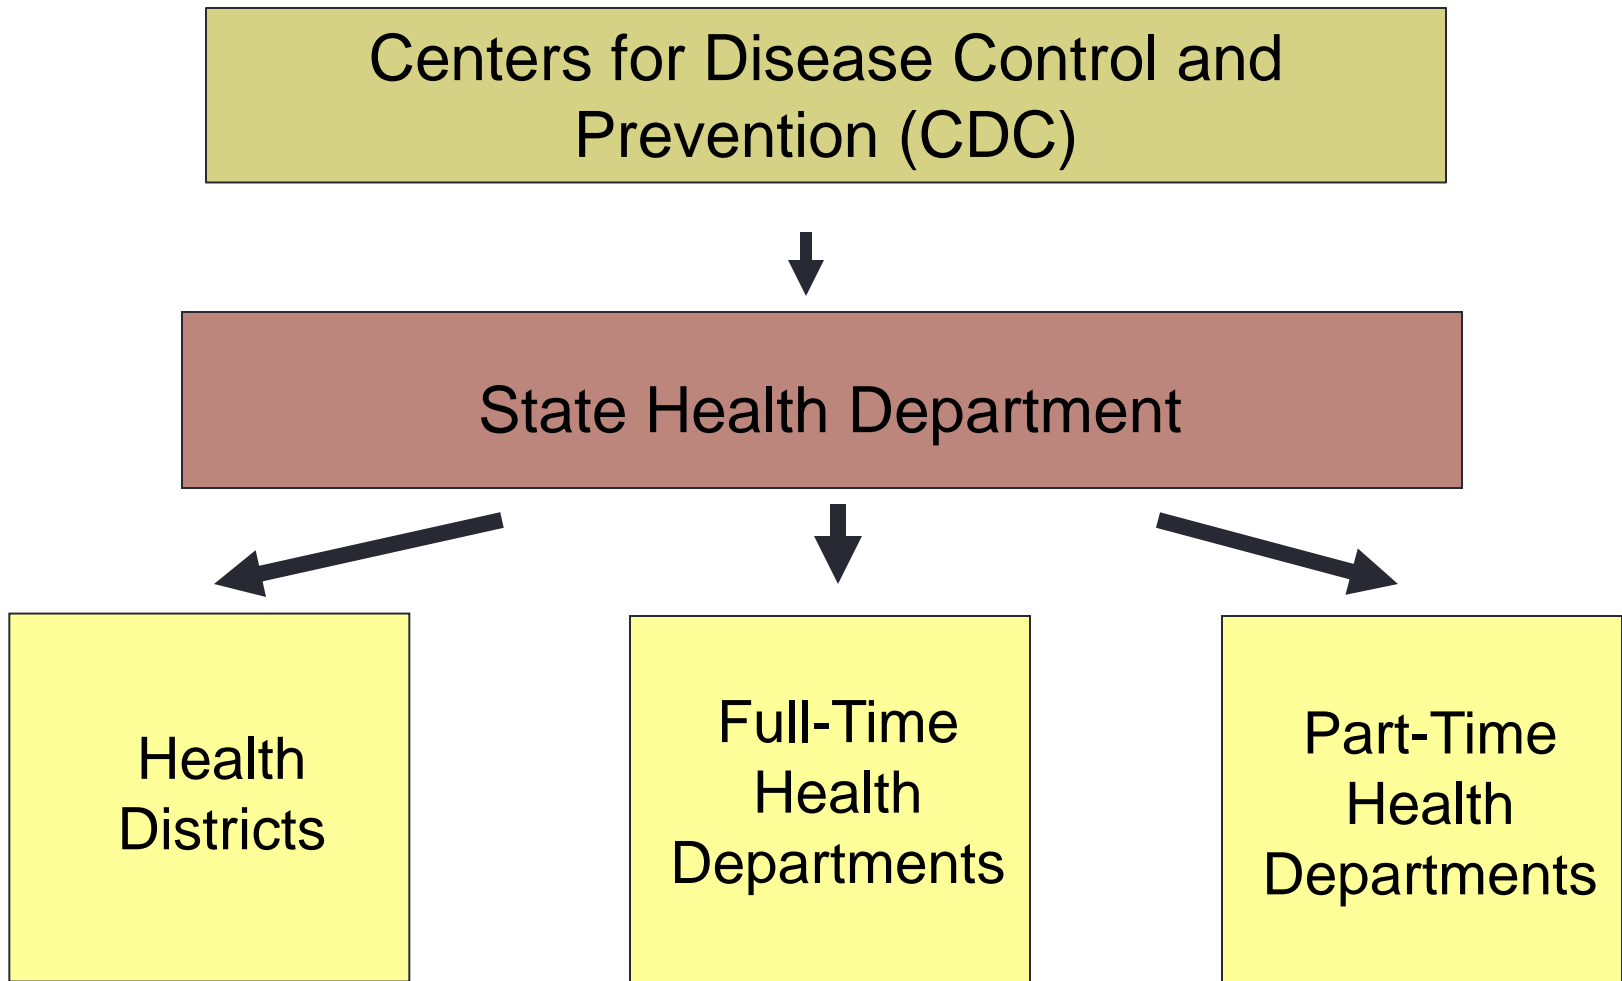 Centers for Disease Control and
Prevention (CDC)
State Health Department
Health
Districts
Full-Time
Health
Departments
Part-Time
Health
Departments